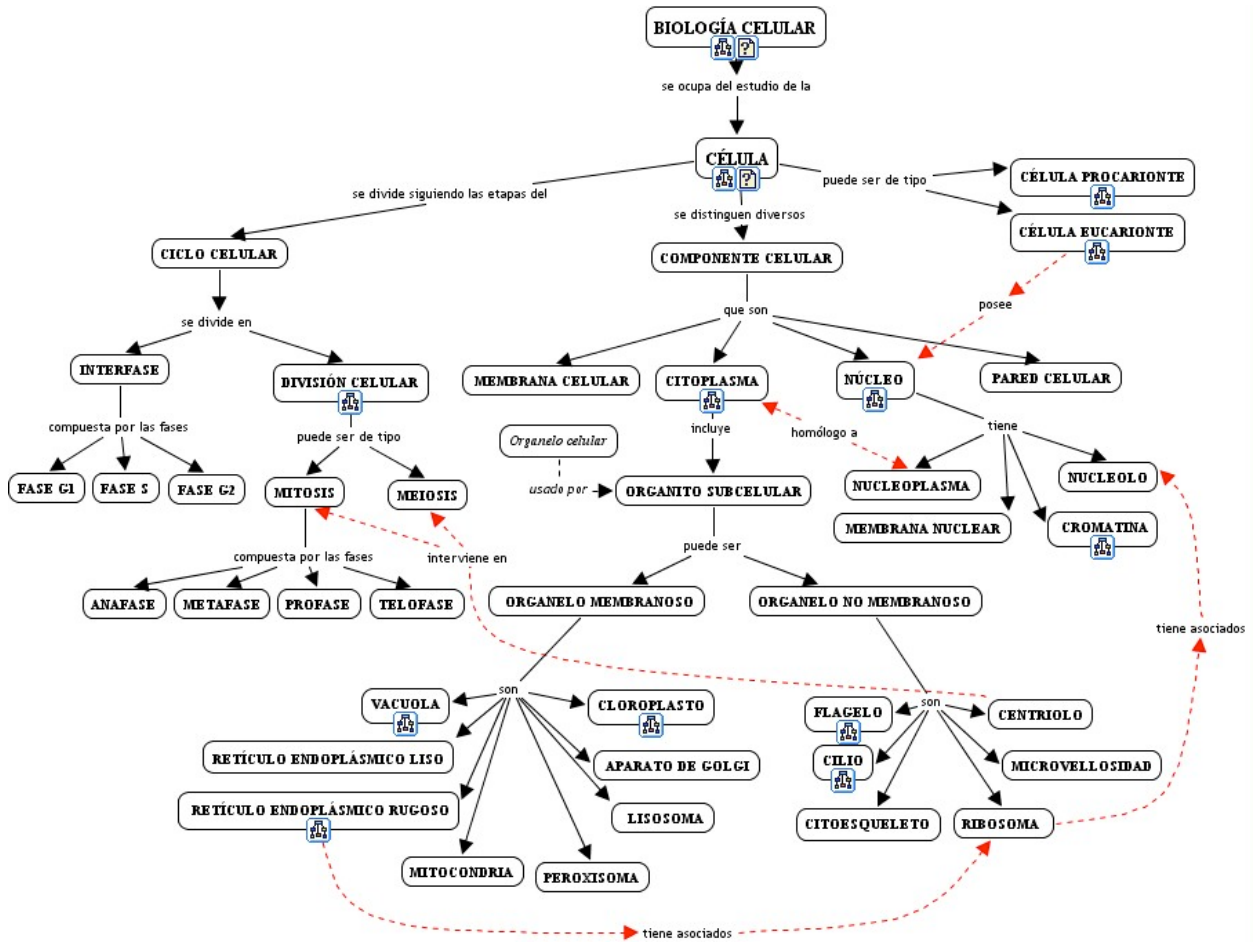 BIOLOGÍA CELULAR
se ocupa del estudio de la
CÉLULA
se divide siguiendo las etapas del
puede ser de tipo
CÉLULA PROCARIONTE
CÉLULA EUCARIONTE
se distinguen diversos
CICLO CELULAR
COMPONENTE CELULAR
posee
se divide en
que son
INTERFASE
DIVISIÓN CELULAR
MEMBRANA CELULAR
CITOPLASMA
NÚCLEO
PARED CELULAR
compuesta por las fases
puede ser de tipo
Organelo celular
incluye
homólogo a
tiene
FASE G1
FASE S
FASE G2
MITOSIS
MEIOSIS
usado por
ORGANITO SUBCELULAR
NUCLEOPLASMA
NUCLEOLO
MEMBRANA NUCLEAR
CROMATINA
compuesta por las fases
interviene en
puede ser
ANAFASE
METAFASE
PROFASE
TELOFASE
ORGANELO MEMBRANOSO
ORGANELO NO MEMBRANOSO
tiene asociados
son
son
VACUOLA
CLOROPLASTO
FLAGELO
CENTRIOLO
RETÍCULO ENDOPLÁSMICO LISO
APARATO DE GOLGI
CILIO
MICROVELLOSIDAD
RETÍCULO ENDOPLÁSMICO RUGOSO
LISOSOMA
CITOESQUELETO
RIBOSOMA
MITOCONDRIA
PEROXISOMA
tiene asociados